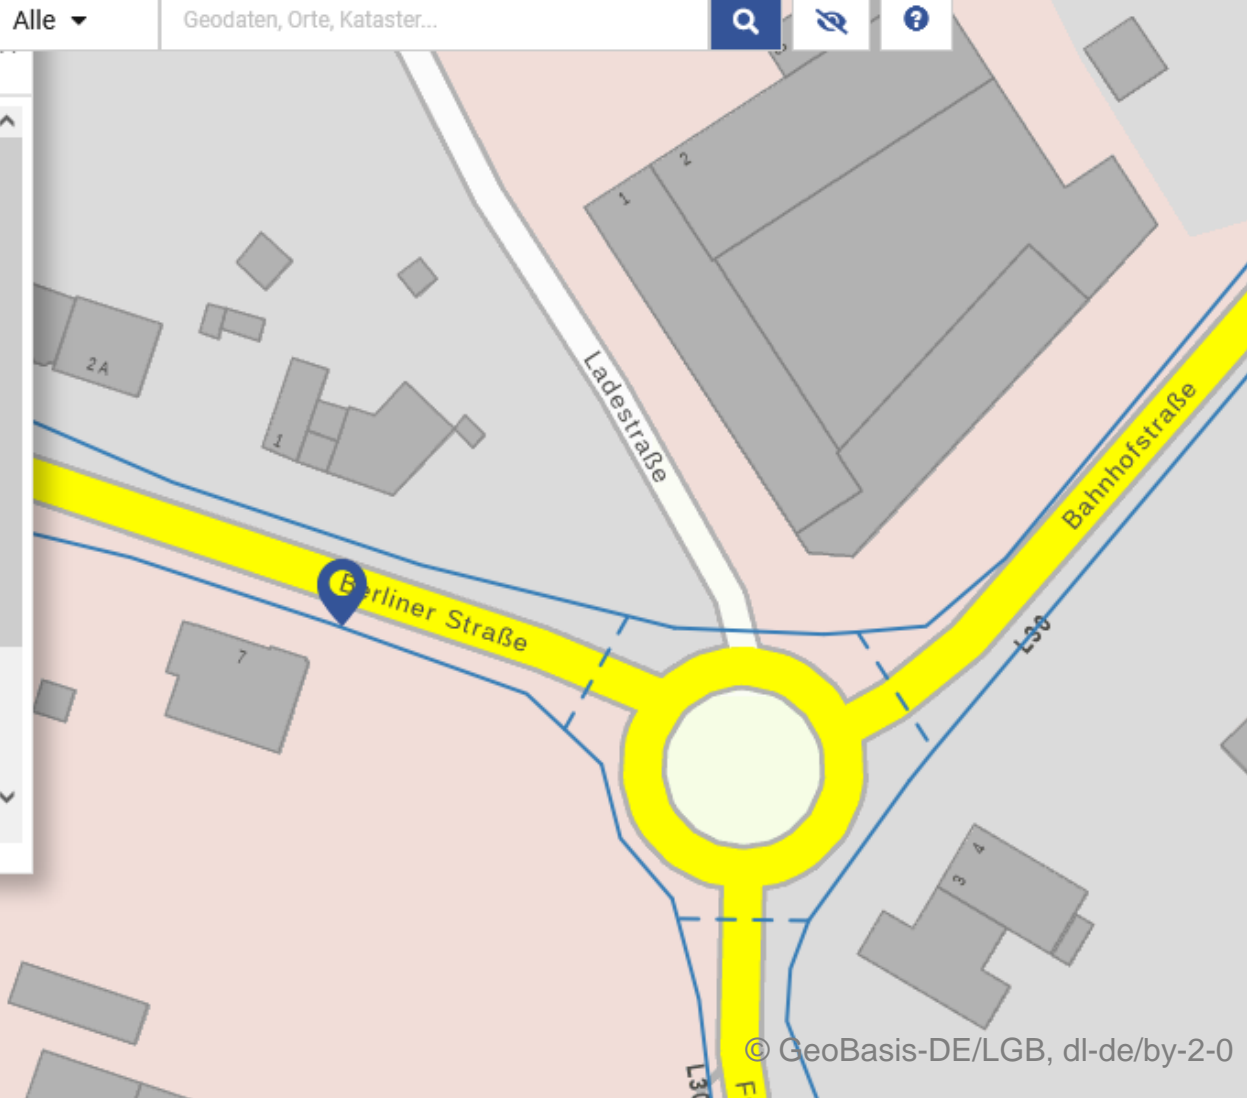 Alle
Geodaten, Orte, Kataster...
2
1
2 A
1
Ladestraße
Bahnhofstraße
Berliner Straße
L30
7
4
3
© GeoBasis-DE/LGB, dl-de/by-2-0
L30
F